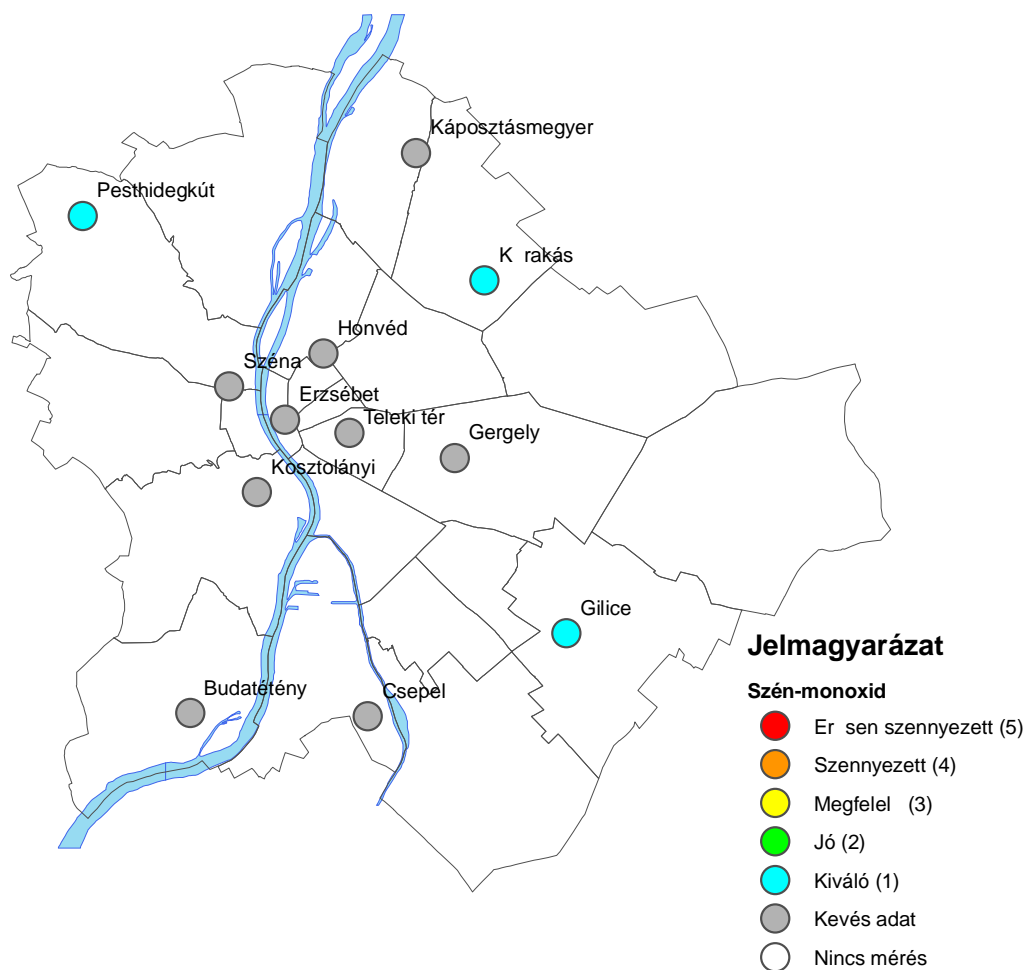 Káposztásmegyer
Pesthidegkút
K rakás
Honvéd
Széna
Erzsébet
Teleki tér
Gergely
Kosztolányi
Gilice
Budatétény
Csepel
Jelmagyarázat
Szén-monoxid
Er sen szennyezett (5)
Szennyezett (4)
Megfelel (3)
Jó (2)
Kiváló (1)
Kevés adat
Nincs mérés